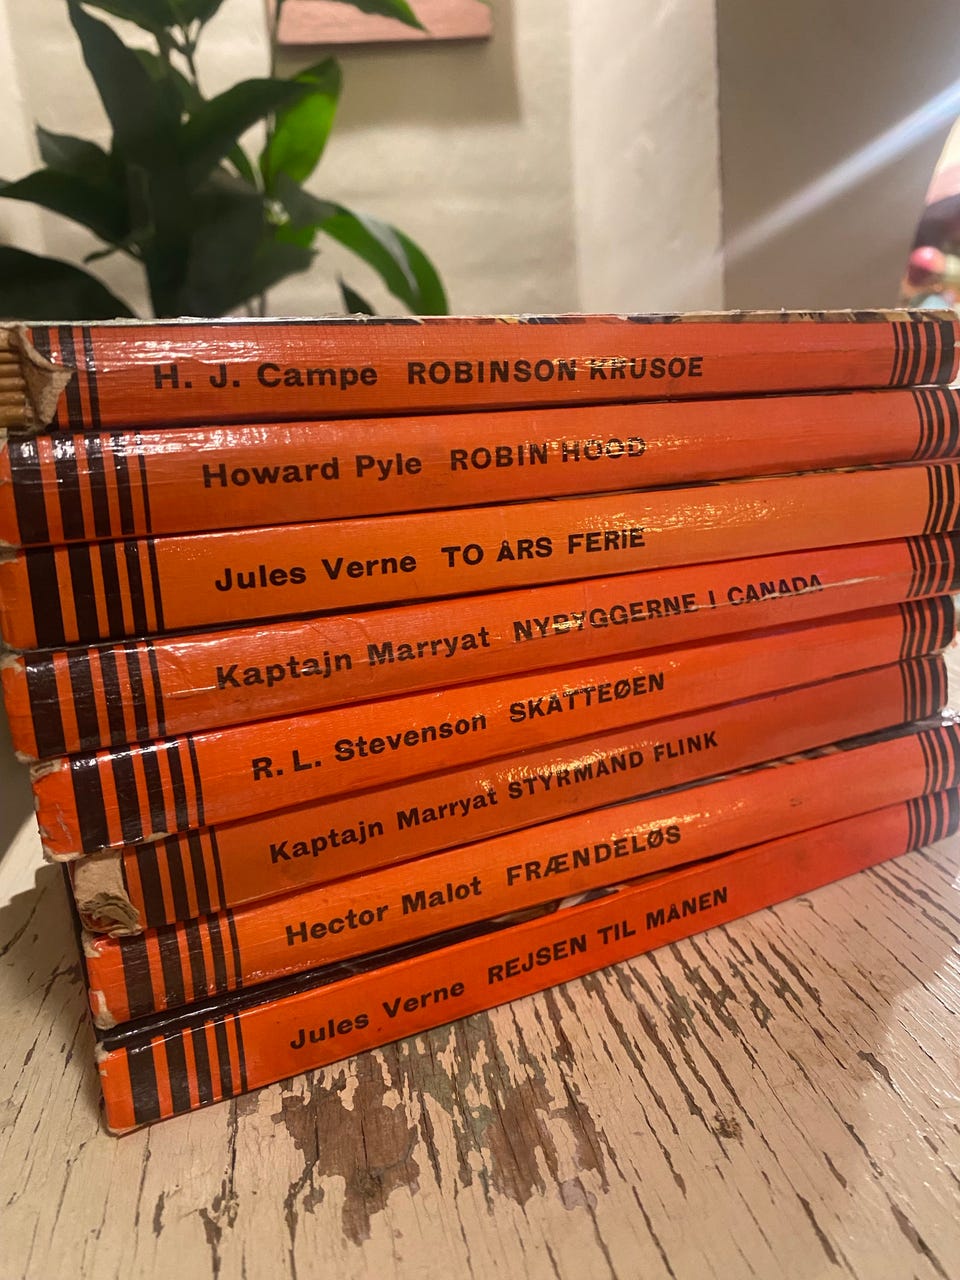 H. J. Campe ROBINSON KRUSOE
Howard Pyle ROBIN HOOD
Jules Verne TO ÅRS FERIE
Kaptajn Marryat NYBYGGERNE I CANADA
R. L. Stevenson SKATTEØEN
Kaptajn Marryat STYRMAND FLINK
Hector Malot FRÆNDELØS
Jules Verne REJSEN TIL MÅNEN